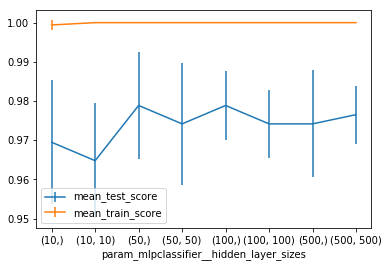 1.00
0.99
0.98
0.97
0.96
0.95
mean_test_score
mean_train_score
(10,) (10, 10) (50,) (50, 50) (100,) (100, 100) (500,) (500, 500)
param_mlpclassifier__hidden_layer_sizes